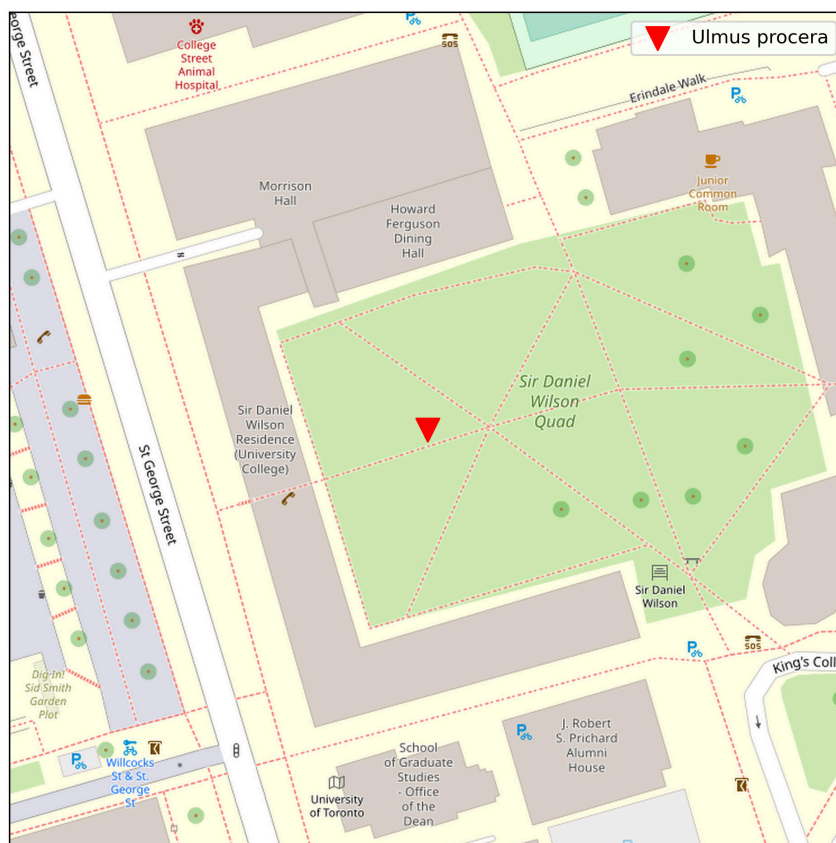 Ulmus procera
eorge Street
College
Street
Animal
Hospital
SOS
Erindale Walk
P
Junior
Common
Room
Morrison
Hall
Howard
Ferguson
Dining
Hall
Sir Daniel
Wilson
Quad
Sir Daniel
Wilson
Residence
(University
College)
St George Street
Sir Daniel
Wilson
P
SOS
King's Coll
Dig-In!
Sid Smith
Garden
Plot
P
Willcocks
St & St.
George
St
P
J. Robert
S. Prichard
Alumni
House
School
of Graduate
Studies
- Office
of the
Dean
University
of Toronto